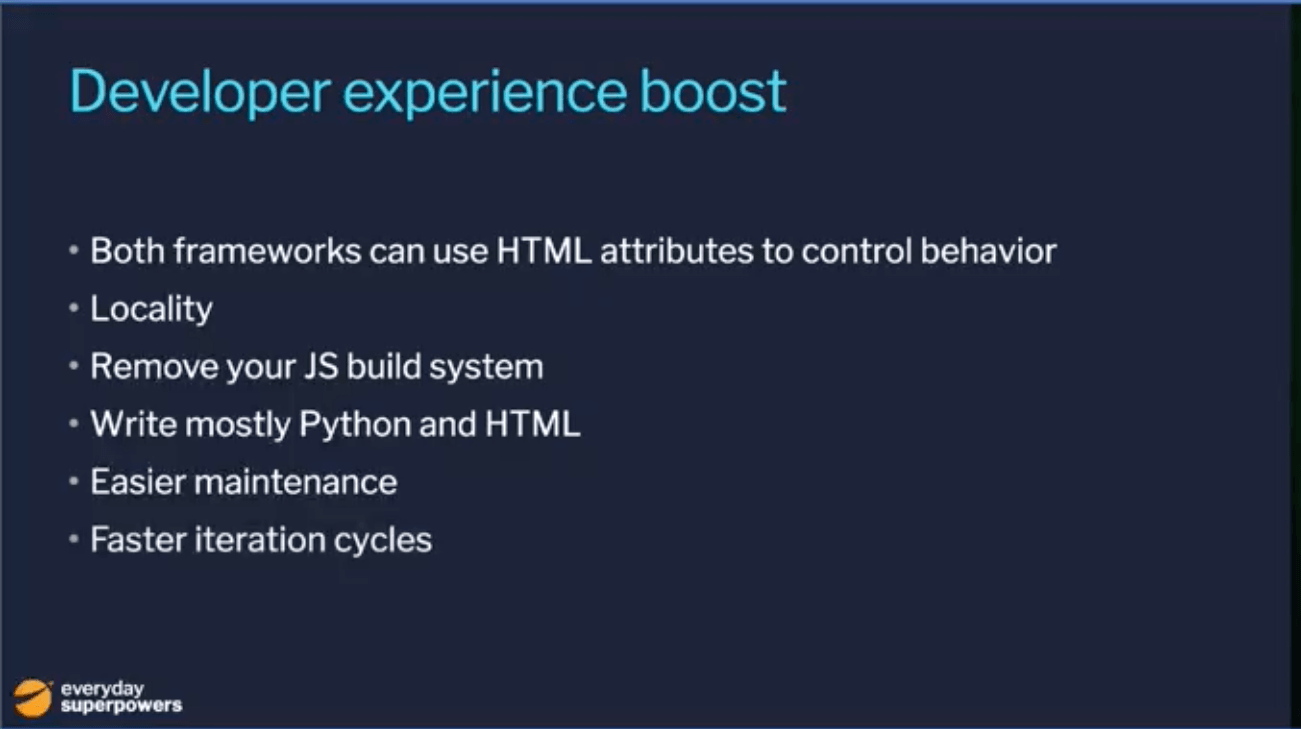 Developer experience boost
• Both frameworks can use HTML attributes to control behavior
• Locality
• Remove your JS build system
• Write mostly Python and HTML
• Easier maintenance
• Faster iteration cycles
everyday
superpowers